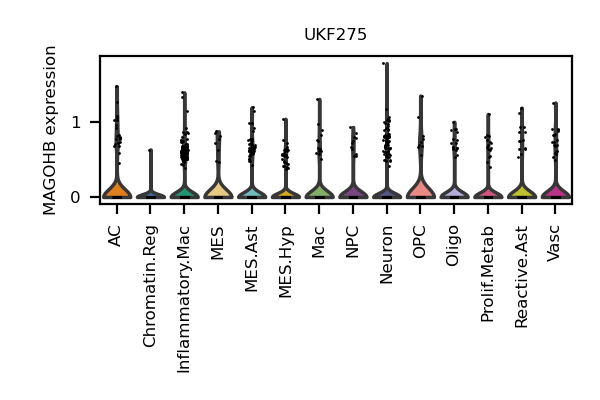 UKF275
MAGOHB expression
1
0
AC
Chromatin.Reg
Inflammatory.Mac
MES
MES.Ast
MES.Hyp
Mac
NPC
Neuron
OPC
Oligo
Prolif.Metab
Reactive.Ast
Vasc